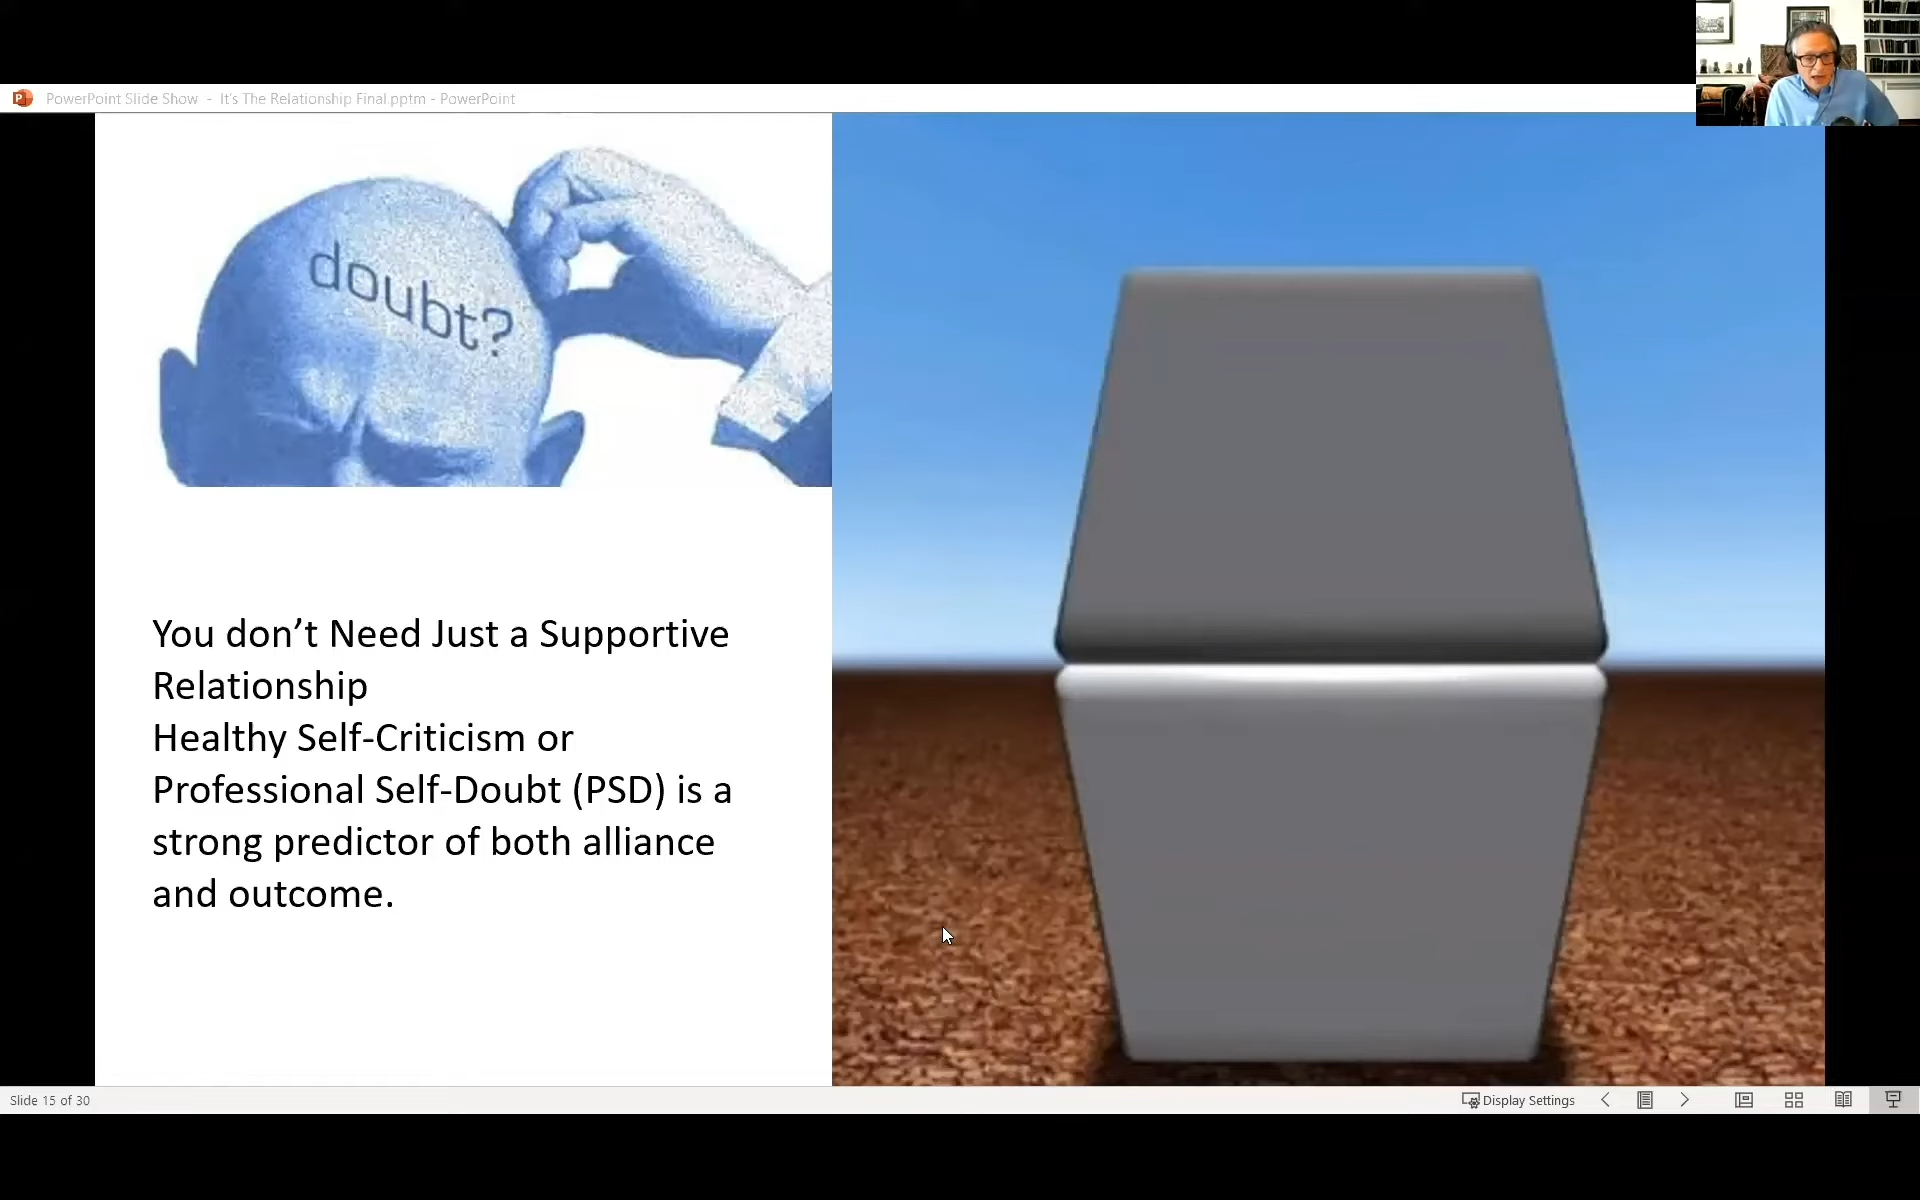 PowerPoint Slide Show - It's The Relationship Final.pptm - PowerPoint
doubt?
You don’t Need Just a Supportive
Relationship
Healthy Self-Criticism or
Professional Self-Doubt (PSD) is a
strong predictor of both alliance
and outcome.
Slide 15 of 30
Display Settings